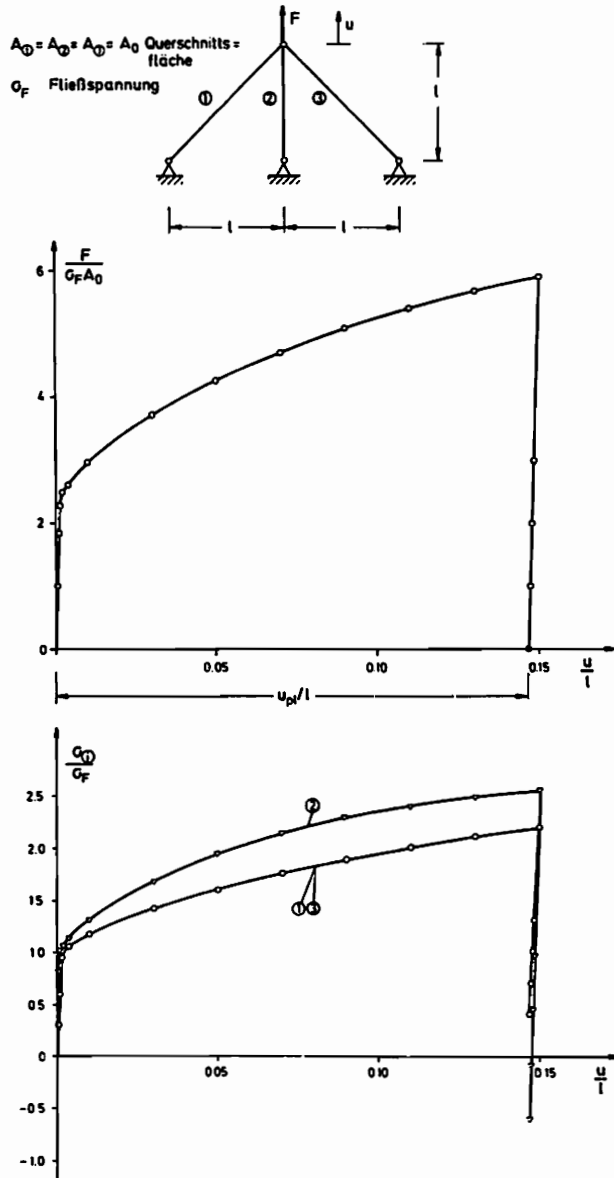 F
u
A① = A② = A① = A₀ Querschnitts=
fläche
σF Fließspannung
① ② ③
l
l l
F
σF A₀
6
4
2
0
0.05 0.10 0.15 u
l
upl/l
σⓘ
σF
2.5
2.0
1.5
1.0
0.5
0
-0.5
-1.0
②
① ③
0.05 0.10 0.15 u
l